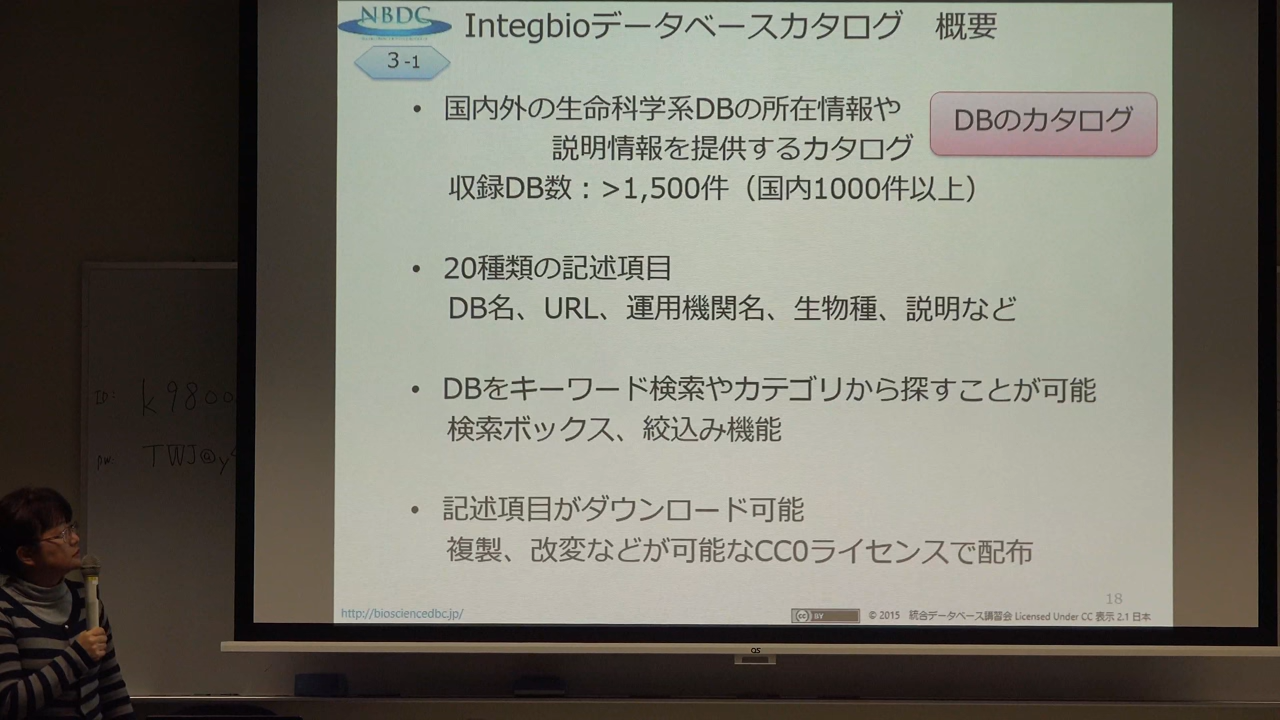 NBDC
Integbioデータベースカタログ 概要
3-1
・ 国内外の生命科学系DBの所在情報や
説明情報を提供するカタログ
DBのカタログ
収録DB数：>1,500件（国内1000件以上）
・ 20種類の記述項目
DB名、URL、運用機関名、生物種、説明など
・ DBをキーワード検索やカテゴリから探すことが可能
検索ボックス、絞込み機能
・ 記述項目がダウンロード可能
複製、改変などが可能なCC0ライセンスで配布
18
http://biosciencedbc.jp/
cc BY
© 2015 統合データベース講習会 Licensed Under CC 表示 2.1 日本
ID: k9800
pw: TWJ@y
OS